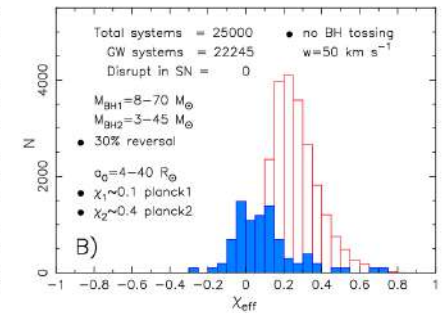 Total systems = 25000
GW systems = 22245
Disrupt in SN = 0
• no BH tossing
w=50 km s⁻¹
M_BH1=8–70 M_⊙
M_BH2=3–45 M_⊙
• 30% reversal
a₀=4–40 R_⊙
• χ₁~0.1 planck1
• χ₂~0.4 planck2
B)
N
0
2000
4000
−1 −0.8 −0.6 −0.4 −0.2 0 0.2 0.4 0.6 0.8 1
χ_eff